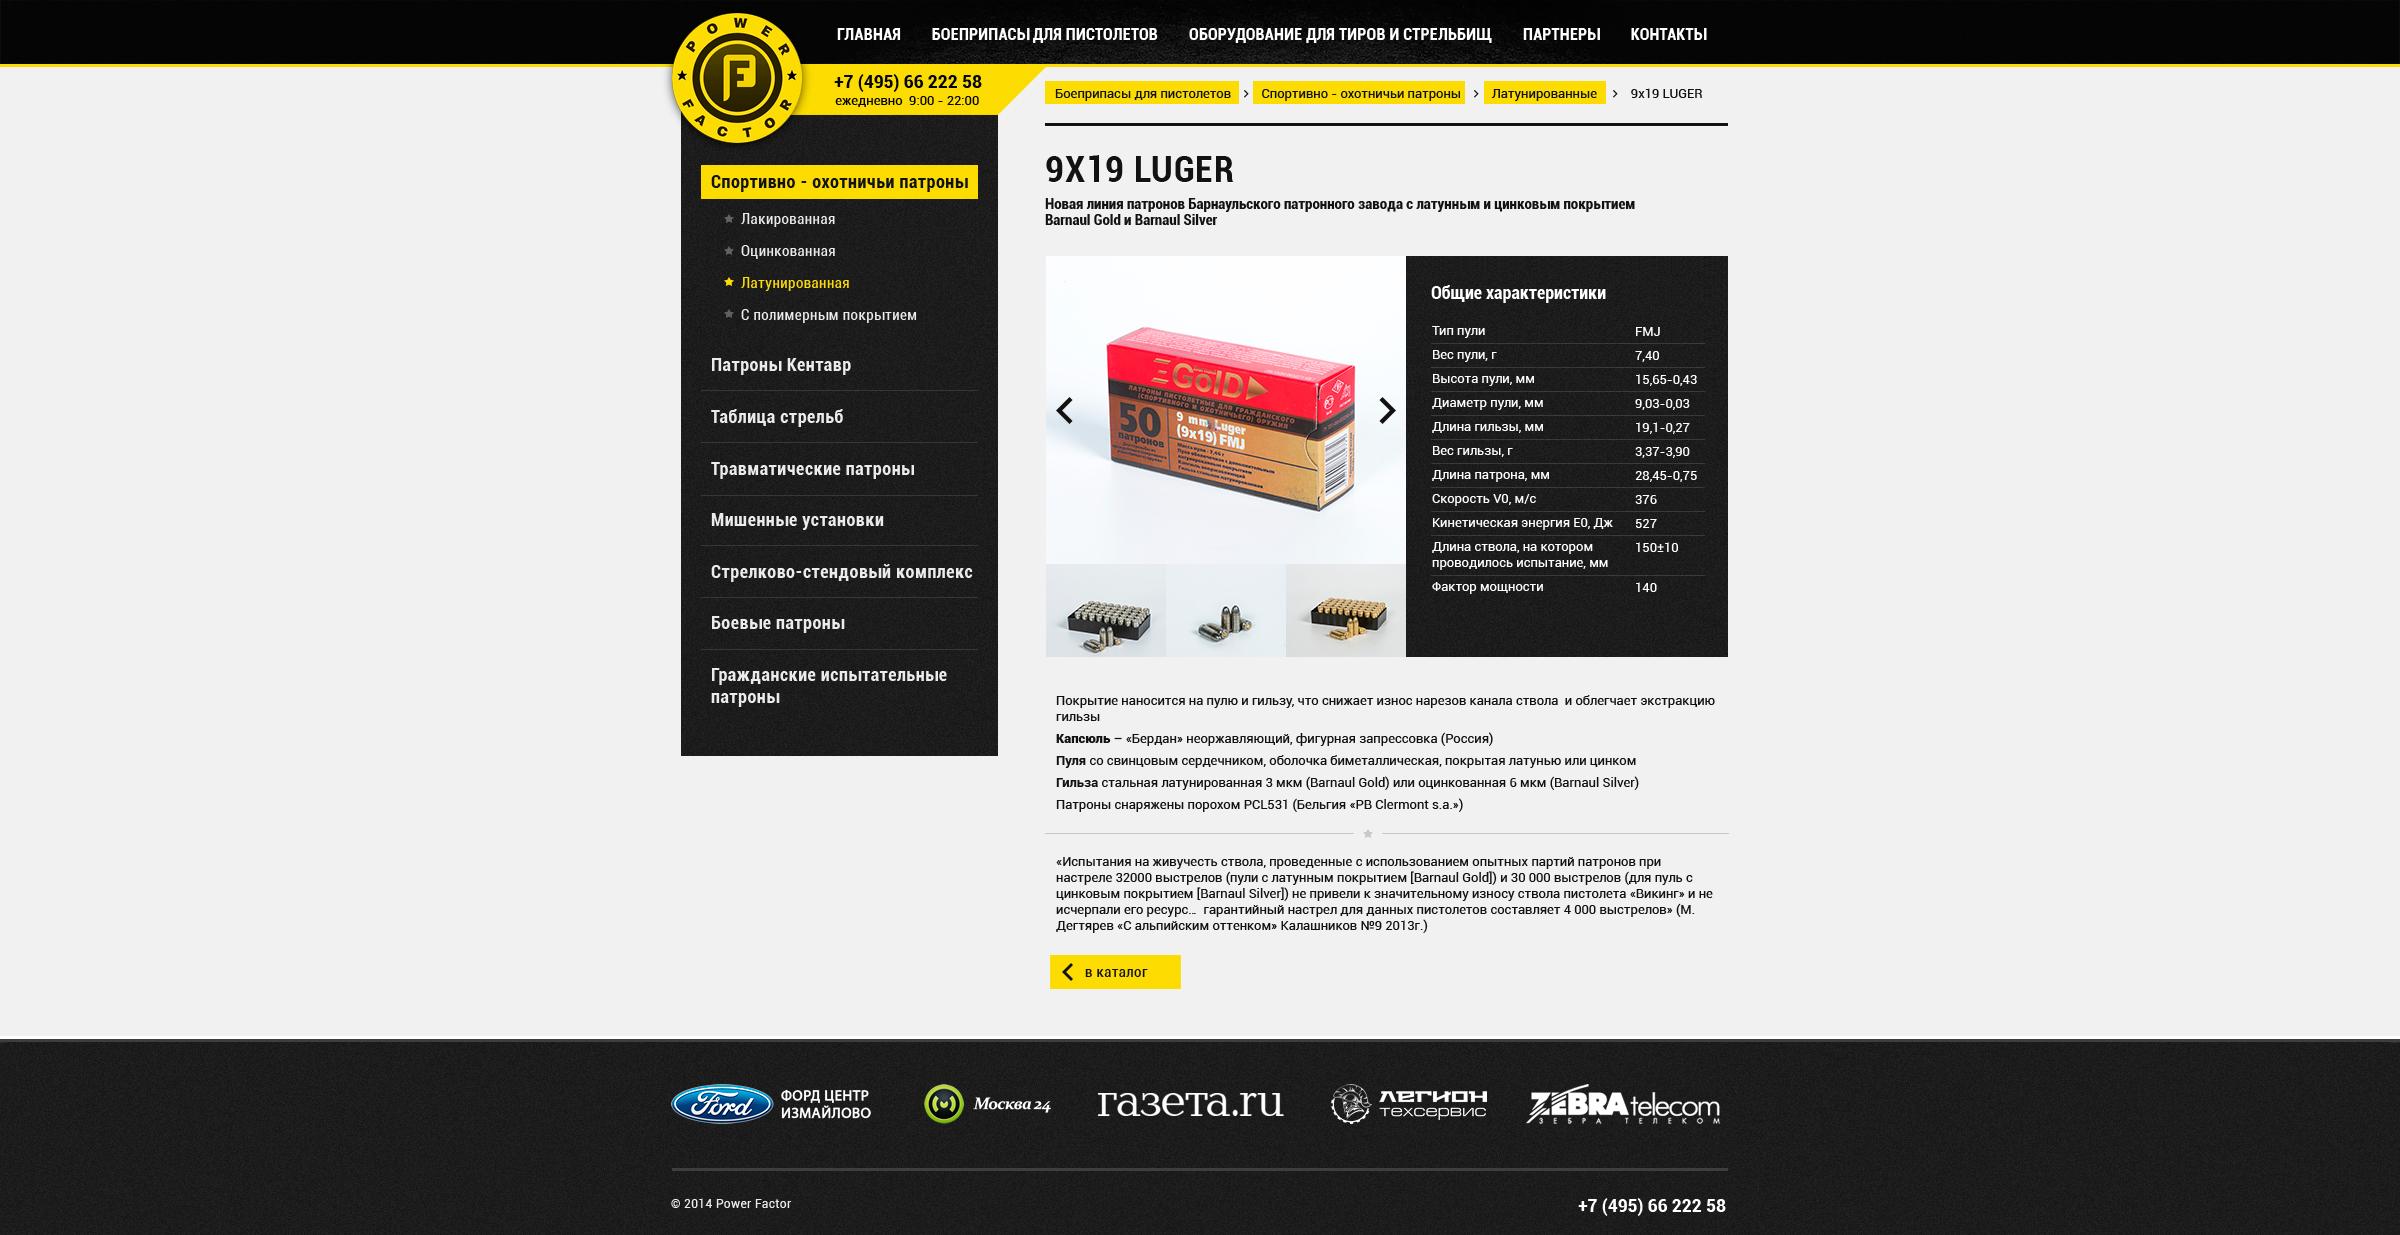 POWER FACTOR
ГЛАВНАЯ
БОЕПРИПАСЫ ДЛЯ ПИСТОЛЕТОВ
ОБОРУДОВАНИЕ ДЛЯ ТИРОВ И СТРЕЛЬБИЩ
ПАРТНЕРЫ
КОНТАКТЫ
+7 (495) 66 222 58
ежедневно 9:00 - 22:00
Боеприпасы для пистолетов
Спортивно - охотничьи патроны
Латунированные
9x19 LUGER
Спортивно - охотничьи патроны
Лакированная
Оцинкованная
Латунированная
С полимерным покрытием
Патроны Кентавр
Таблица стрельб
Травматические патроны
Мишенные установки
Стрелково-стендовый комплекс
Боевые патроны
Гражданские испытательные
патроны
9X19 LUGER
Новая линия патронов Барнаульского патронного завода с латунным и цинковым покрытием
Barnaul Gold и Barnaul Silver
GOLD
ПАТРОНЫ ПИСТОЛЕТНЫЕ ДЛЯ ГРАЖДАНСКОГО
(СПОРТИВНОГО И ОХОТНИЧЬЕГО) ОРУЖИЯ
50
патронов
9 mm Luger
(9x19) FMJ
Общие характеристики
Тип пули FMJ
Вес пули, г 7,40
Высота пули, мм 15,65-0,43
Диаметр пули, мм 9,03-0,03
Длина гильзы, мм 19,1-0,27
Вес гильзы, г 3,37-3,90
Длина патрона, мм 28,45-0,75
Скорость V0, м/с 376
Кинетическая энергия E0, Дж 527
Длина ствола, на котором 150±10
проводилось испытание, мм
Фактор мощности 140
Покрытие наносится на пулю и гильзу, что снижает износ нарезов канала ствола и облегчает экстракцию
гильзы
Капсюль – «Бердан» неоржавляющий, фигурная запрессовка (Россия)
Пуля со свинцовым сердечником, оболочка биметаллическая, покрытая латунью или цинком
Гильза стальная латунированная 3 мкм (Barnaul Gold) или оцинкованная 6 мкм (Barnaul Silver)
Патроны снаряжены порохом PCL531 (Бельгия «PB Clermont s.a.»)
«Испытания на живучесть ствола, проведенные с использованием опытных партий патронов при
настреле 32000 выстрелов (пули с латунным покрытием [Barnaul Gold]) и 30 000 выстрелов (для пуль с
цинковым покрытием [Barnaul Silver]) не привели к значительному износу ствола пистолета «Викинг» и не
исчерпали его ресурс… гарантийный настрел для данных пистолетов составляет 4 000 выстрелов» (М.
Дегтярев «С альпийским оттенком» Калашников №9 2013г.)
в каталог
Ford
ФОРД ЦЕНТР
ИЗМАЙЛОВО
Москва 24
газета.ru
ЛЕГИОН
техсервис
ZEBRA telecom
ЗЕБРА ТЕЛЕКОМ
© 2014 Power Factor
+7 (495) 66 222 58